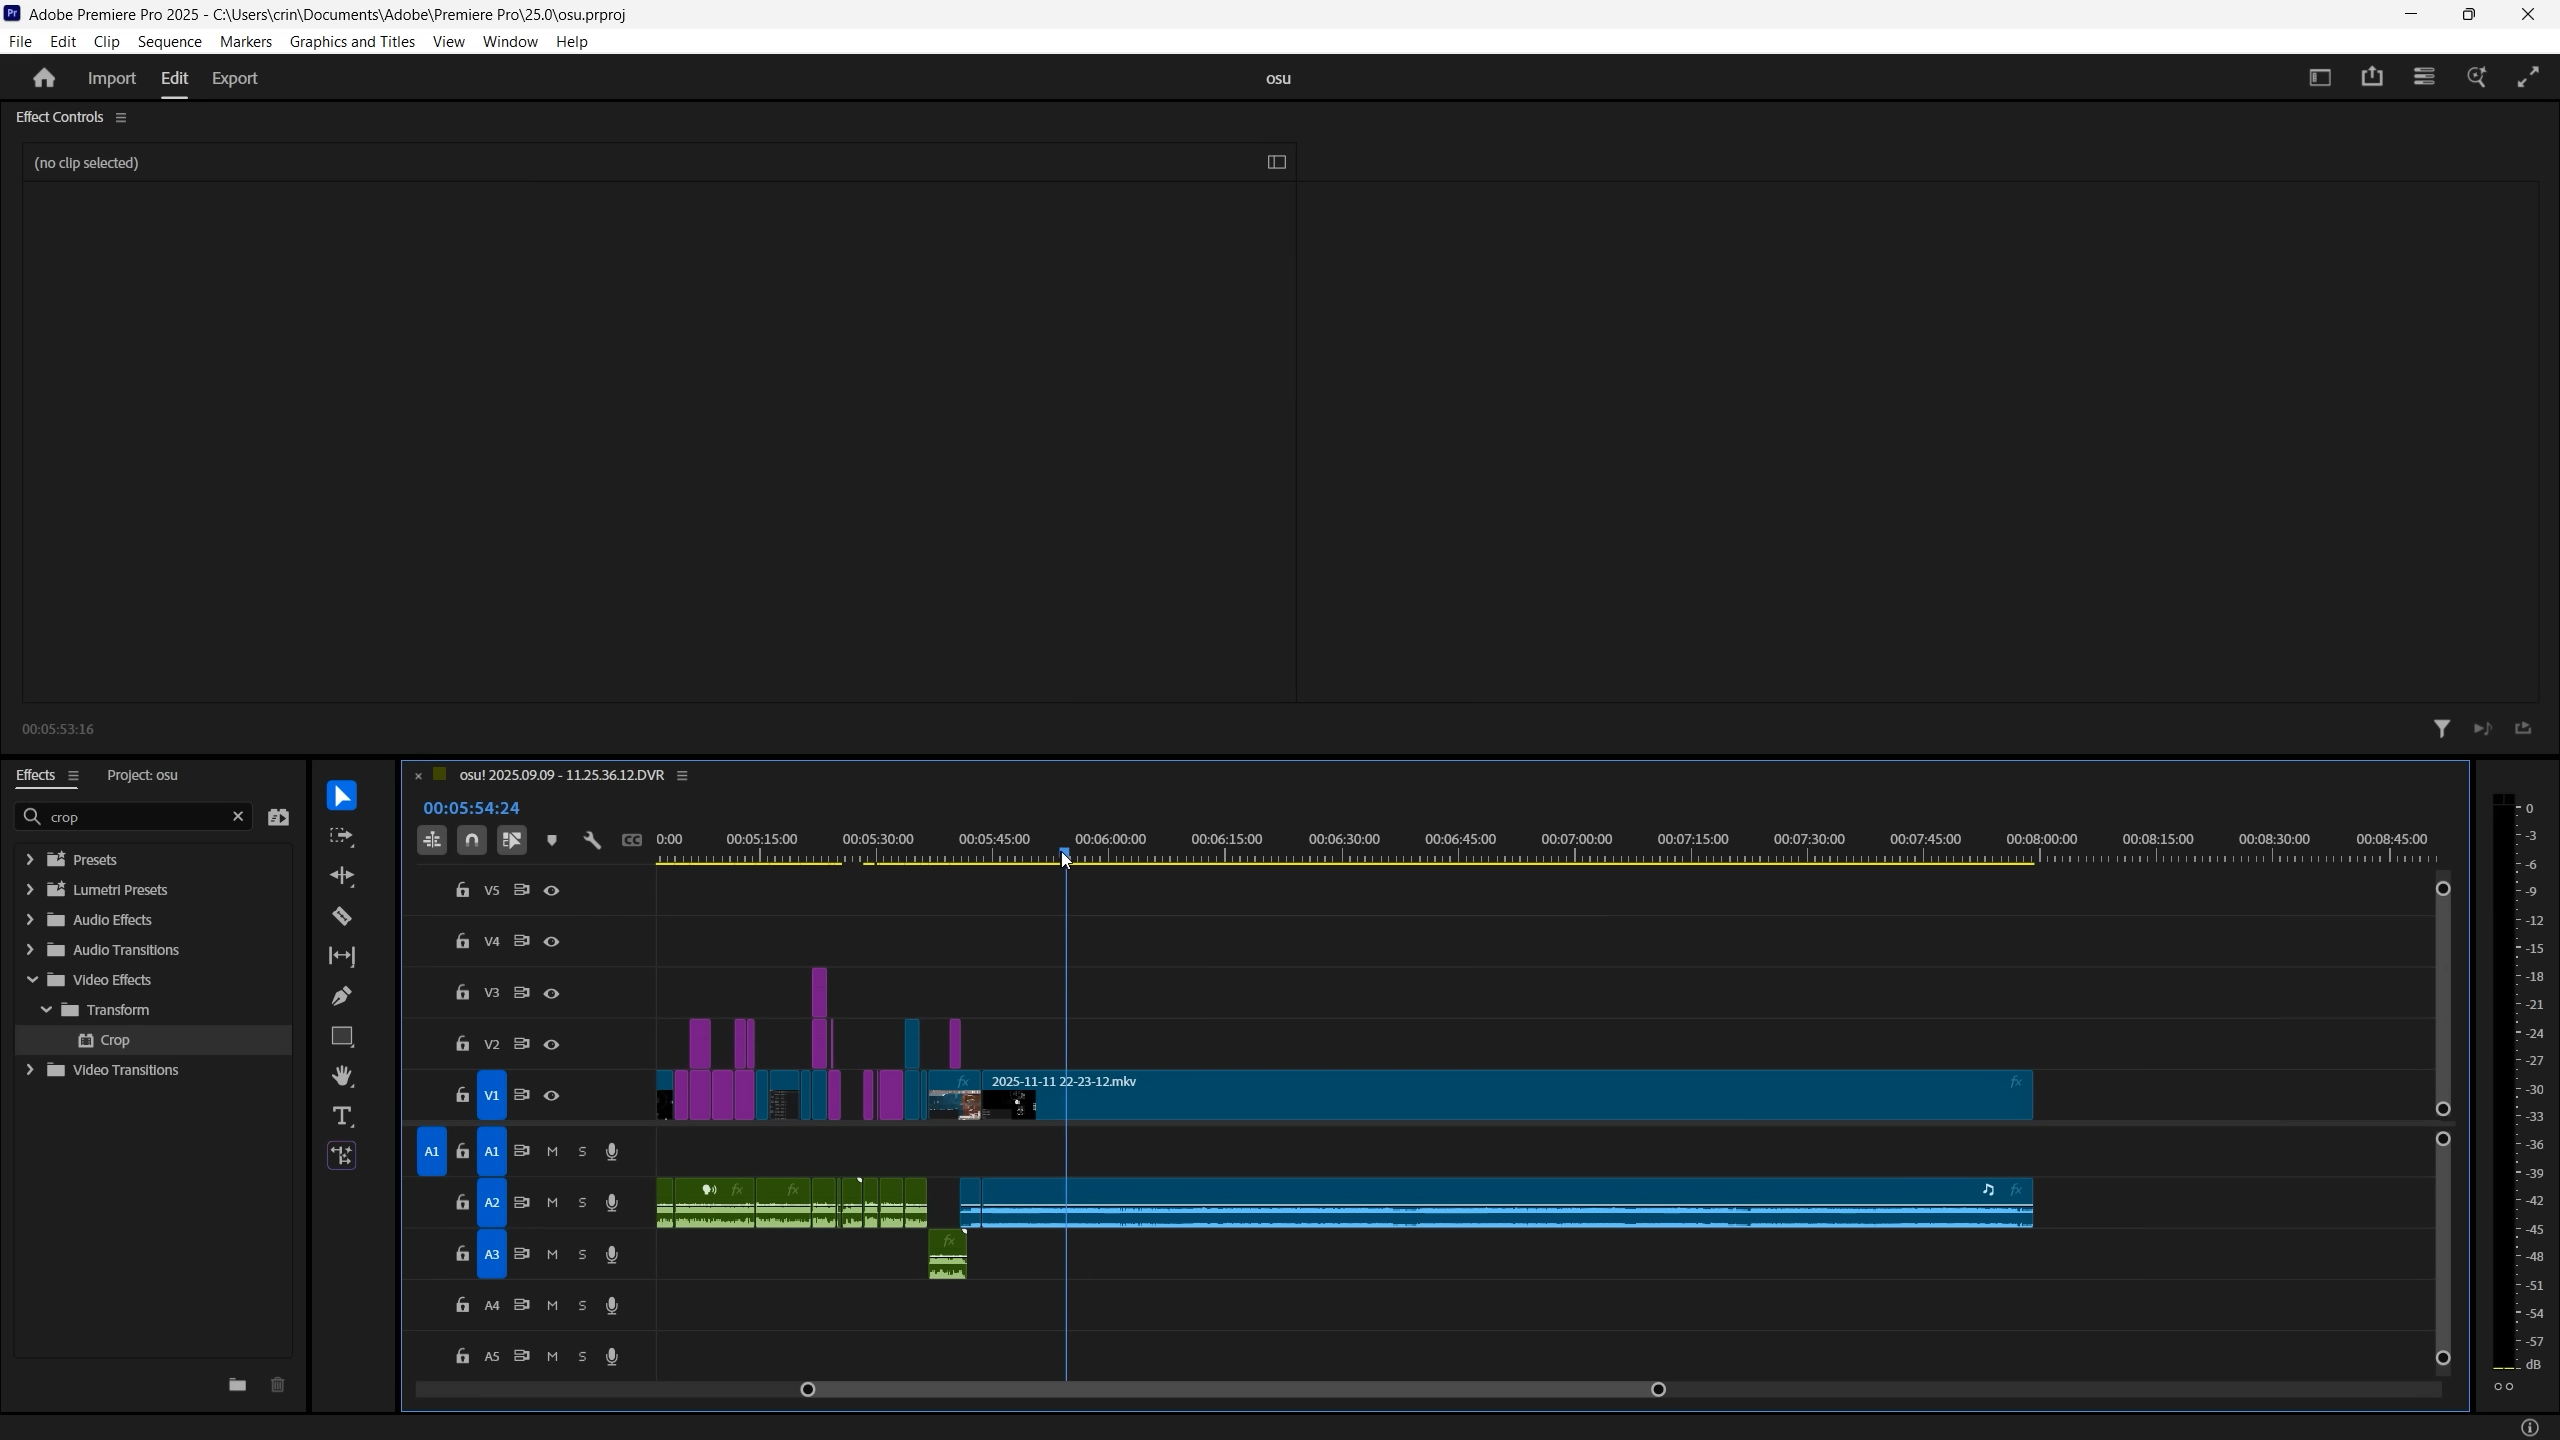 Adobe Premiere Pro 2025 - C:\Users\crin\Documents\Adobe\Premiere Pro\25.0\osu.prproj
File Edit Clip Sequence Markers Graphics and Titles View Window Help
Import Edit Export osu
Effect Controls
(no clip selected)
00:05:53:16
Effects Project: osu
crop
Presets
Lumetri Presets
Audio Effects
Audio Transitions
Video Effects
Transform
Crop
Video Transitions
osu! 2025.09.09 - 11.25.36.12.DVR
00:05:54:24
0:00 00:05:15:00 00:05:30:00 00:05:45:00 00:06:00:00 00:06:15:00 00:06:30:00 00:06:45:00 00:07:00:00 00:07:15:00 00:07:30:00 00:07:45:00 00:08:00:00 00:08:15:00 00:08:30:00 00:08:45:00
V5
V4
V3
V2
V1 fx 2025-11-11 22-23-12.mkv fx
A1 A1 M S
A2 M S fx fx fx
A3 M S fx
A4 M S
A5 M S
0
-3
-6
-9
-12
-15
-18
-21
-24
-27
-30
-33
-36
-39
-42
-45
-48
-51
-54
-57
dB